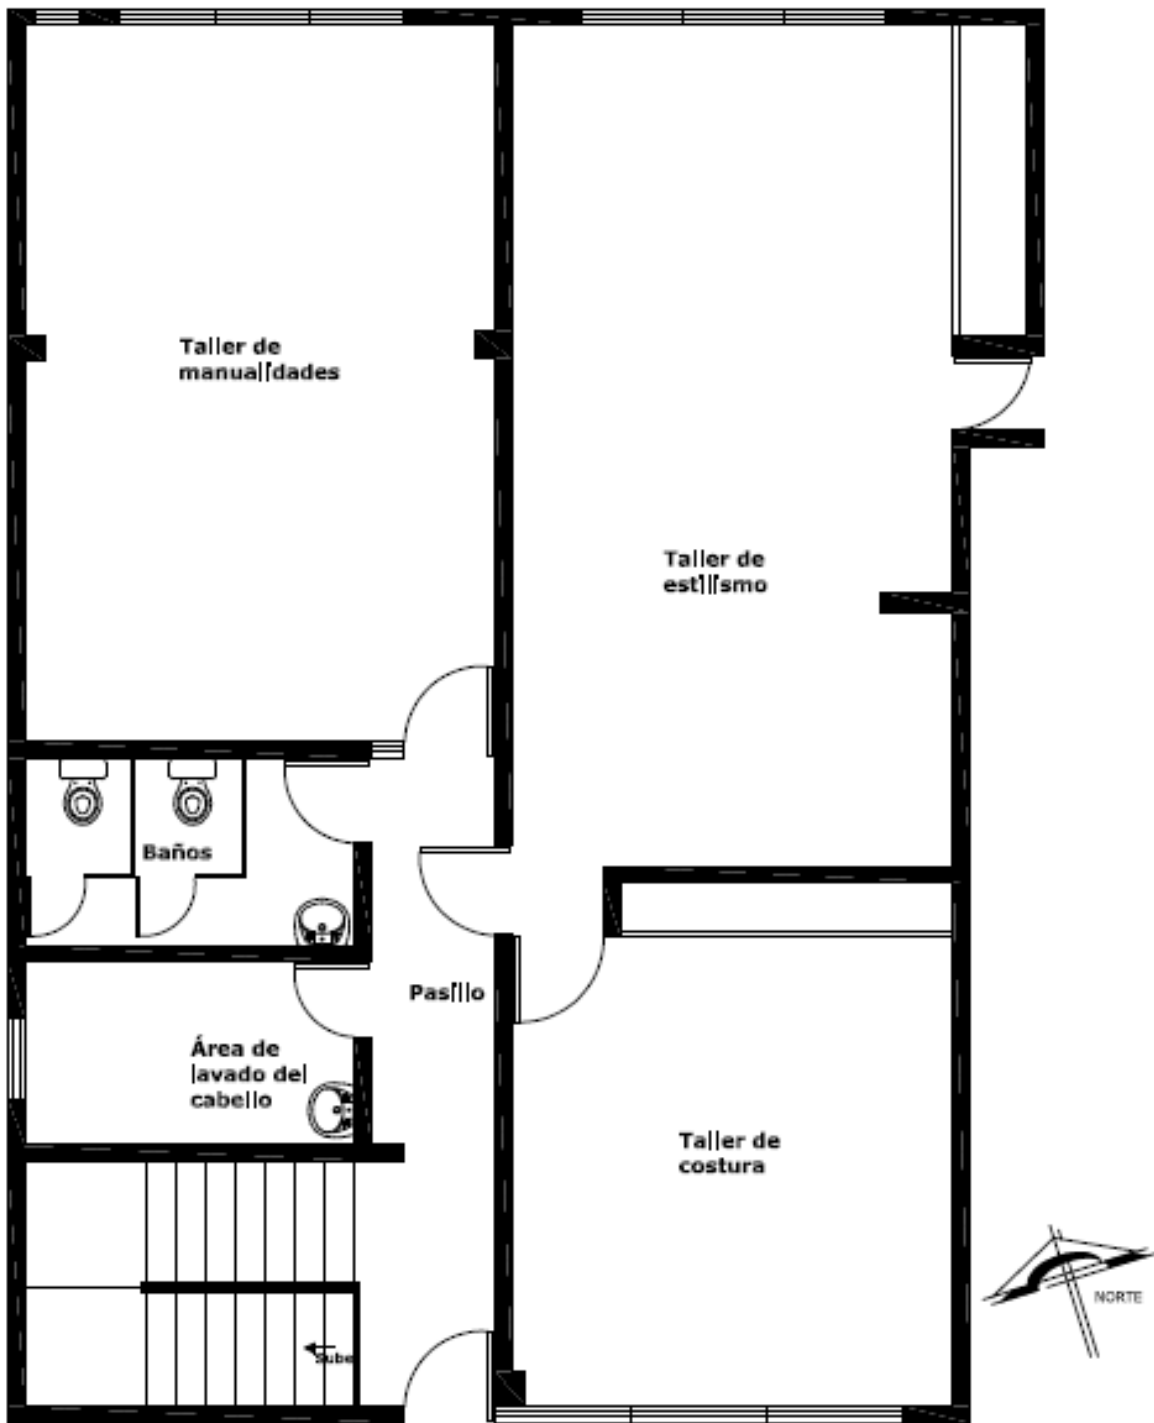 Taller de
manualidades
Taller de
estilismo
Baños
Pasillo
Área de
lavado del
cabello
Taller de
costura
NORTE
Sube